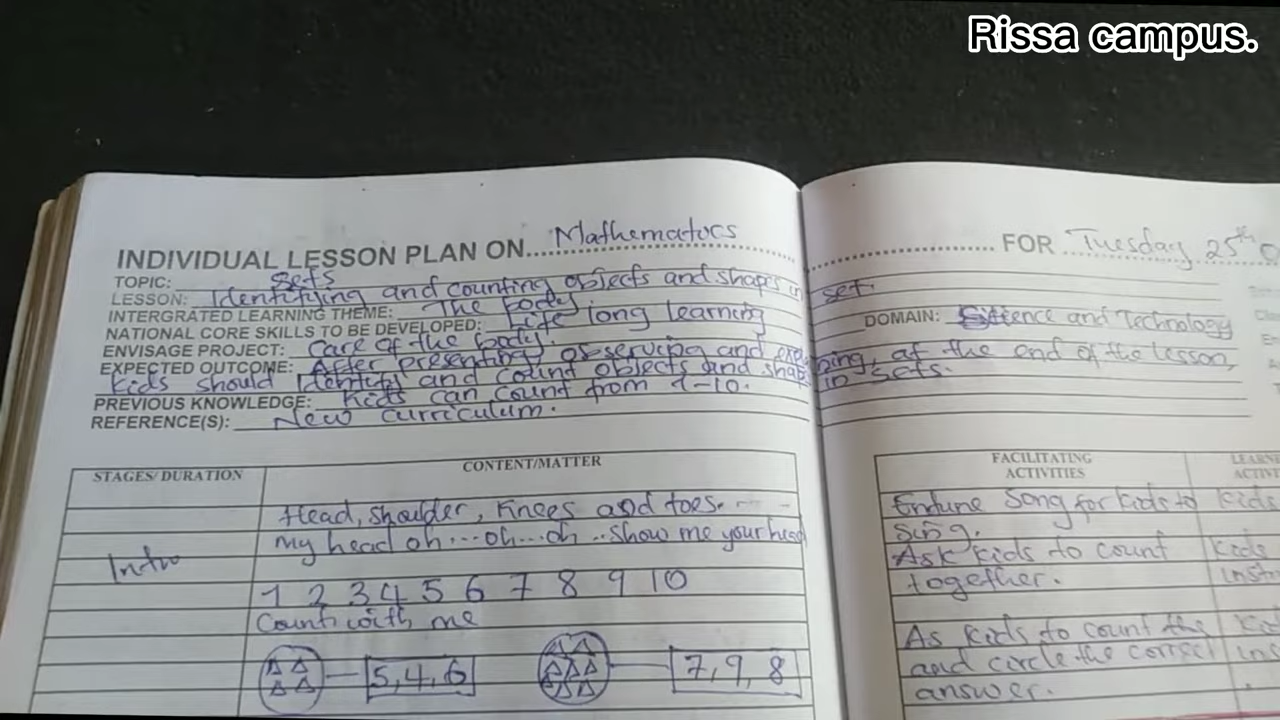 Rissa campus.
INDIVIDUAL LESSON PLAN ON Mathematics FOR Tuesday 25th
TOPIC: Sets
LESSON: Identifying and counting objects and shaps in set.
INTERGRATED LEARNING THEME: The body.
NATIONAL CORE SKILLS TO BE DEVELOPED: Life long learning DOMAIN: Science and Technology
ENVISAGE PROJECT: Care of the body.
EXPECTED OUTCOME: After presenting, observing and at the end of the lesson,
kids should Identify and count objects and shaps in sets.
PREVIOUS KNOWLEDGE: Kids can count from 1-10.
REFERENCE(S): New curriculum.
STAGES/DURATION
CONTENT/MATTER
Intro
Head, shoulder, Knees and toes.
My head oh...oh...oh..show me your head
1 2 3 4 5 6 7 8 9 10
Count with me
5,4,6
7,9,8
FACILITATING
ACTIVITIES
Song for kids to
sing.
Ask kids to count
together.
As kids to count the
and circle the correct
answer.
Kids
Kids